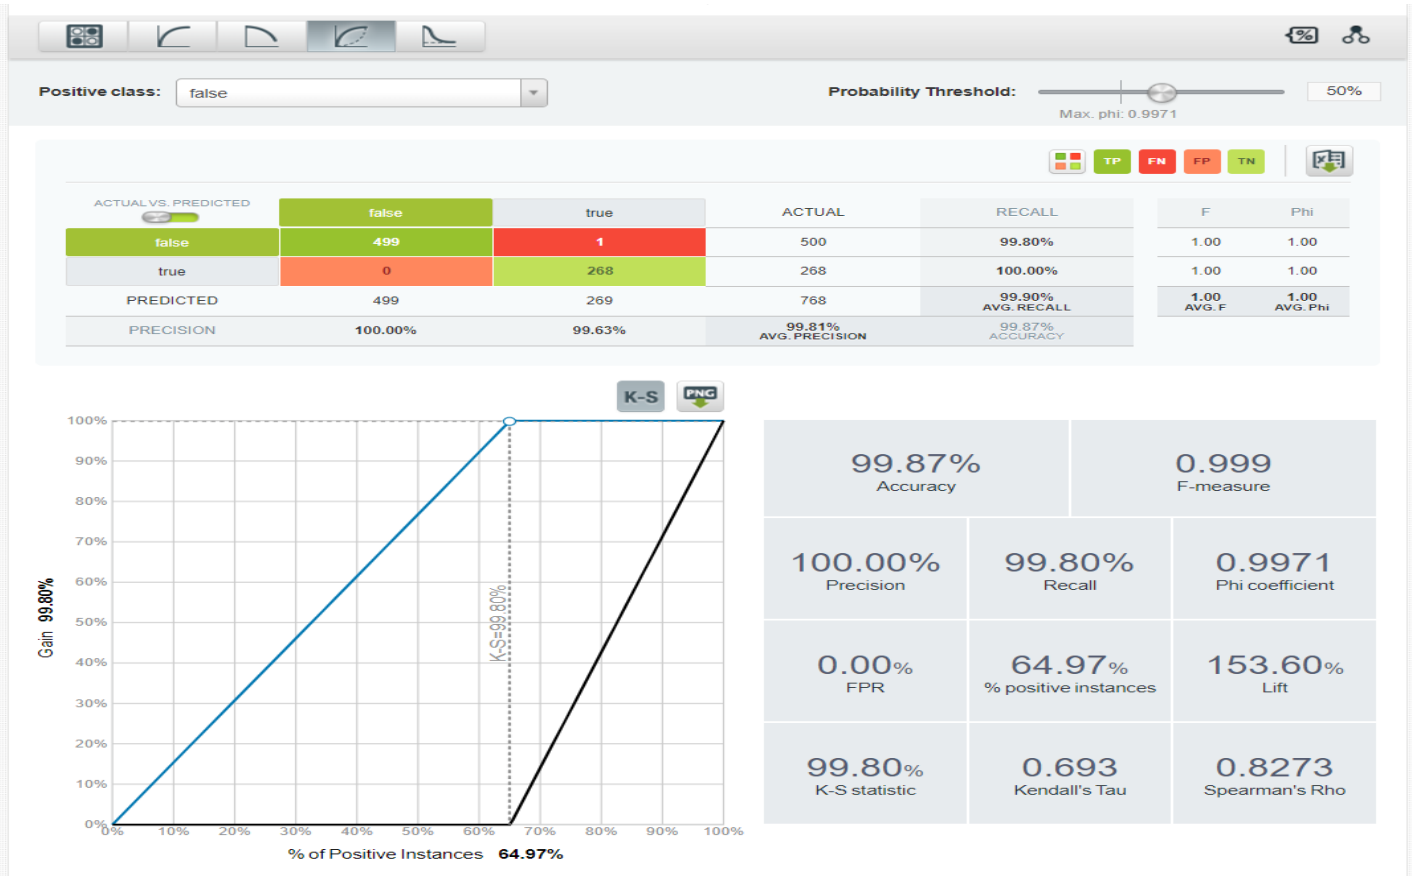 Positive class: false Probability Threshold: 50%
Max. phi: 0.9971
TP FN FP TN
ACTUAL VS. PREDICTED false true ACTUAL RECALL F Phi
false 499 1 500 99.80% 1.00 1.00
true 0 268 268 100.00% 1.00 1.00
PREDICTED 499 269 768 99.90% AVG. RECALL 1.00 AVG. F 1.00 AVG. Phi
PRECISION 100.00% 99.63% 99.81% AVG. PRECISION 99.87% ACCURACY
K-S PNG
100%
90%
80%
70%
60%
50%
40%
30%
20%
10%
0%
Gain 99.80%
K-S=99.80%
0% 10% 20% 30% 40% 50% 60% 70% 80% 90% 100%
% of Positive Instances 64.97%
99.87% 0.999
Accuracy F-measure
100.00% 99.80% 0.9971
Precision Recall Phi coefficient
0.00% 64.97% 153.60%
FPR % positive instances Lift
99.80% 0.693 0.8273
K-S statistic Kendall's Tau Spearman's Rho